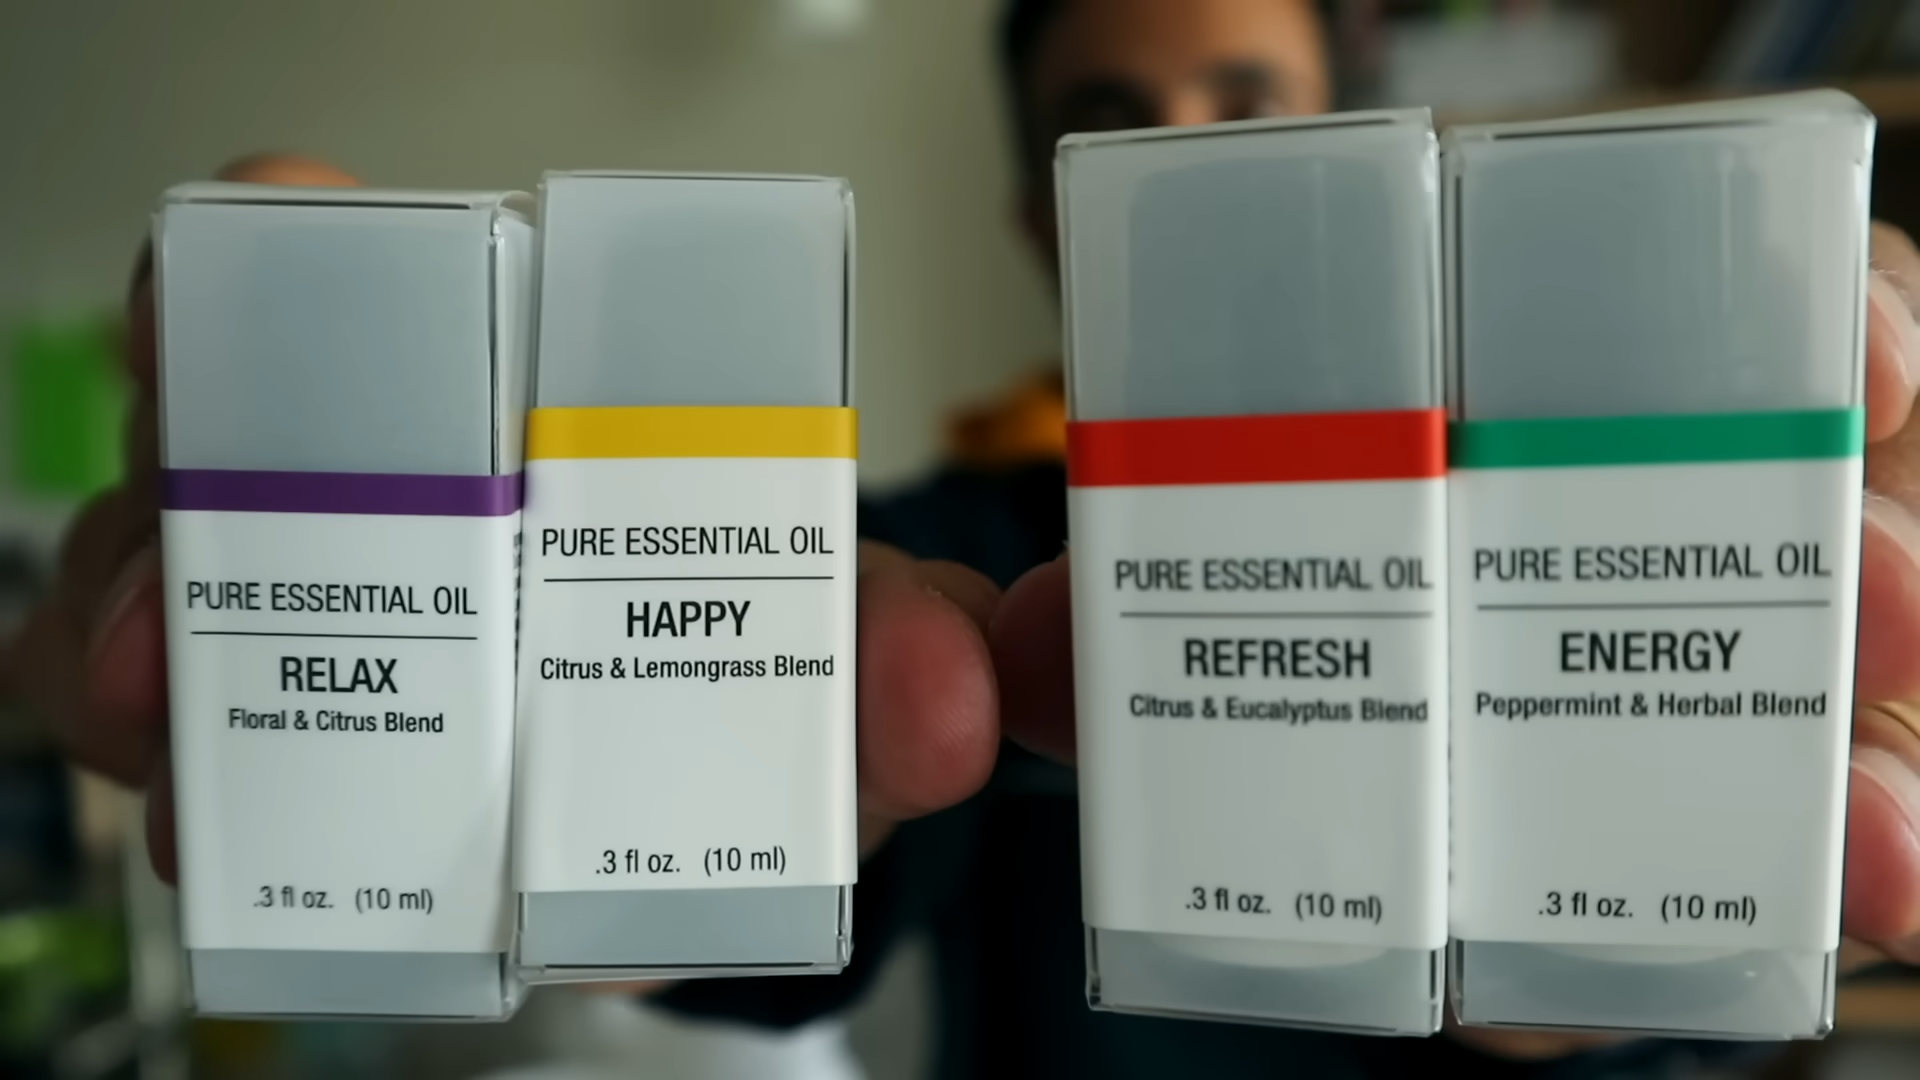 PURE ESSENTIAL OIL
RELAX
Floral & Citrus Blend
.3 fl oz. (10 ml)
PURE ESSENTIAL OIL
HAPPY
Citrus & Lemongrass Blend
.3 fl oz. (10 ml)
PURE ESSENTIAL OIL
REFRESH
Citrus & Eucalyptus Blend
.3 fl oz. (10 ml)
PURE ESSENTIAL OIL
ENERGY
Peppermint & Herbal Blend
.3 fl oz. (10 ml)